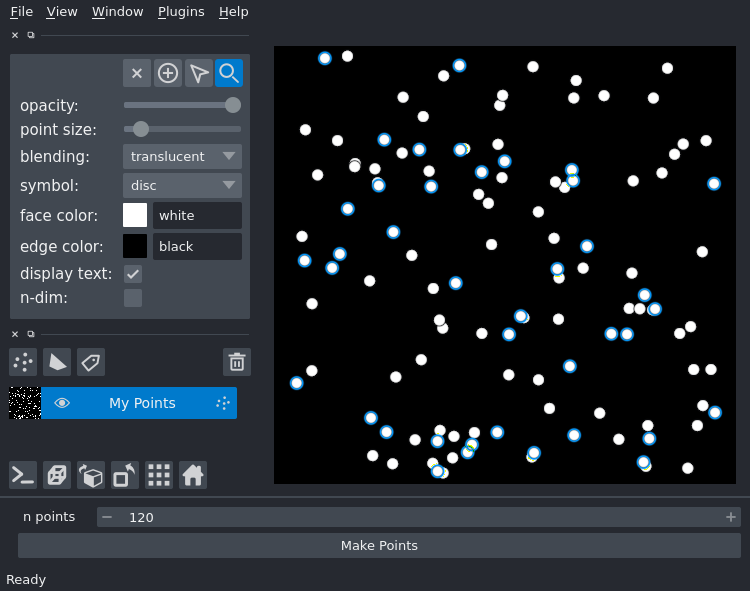 File View Window Plugins Help
opacity:
point size:
blending: translucent
symbol: disc
face color: white
edge color: black
display text:
n-dim:
My Points
n points 120
Make Points
Ready